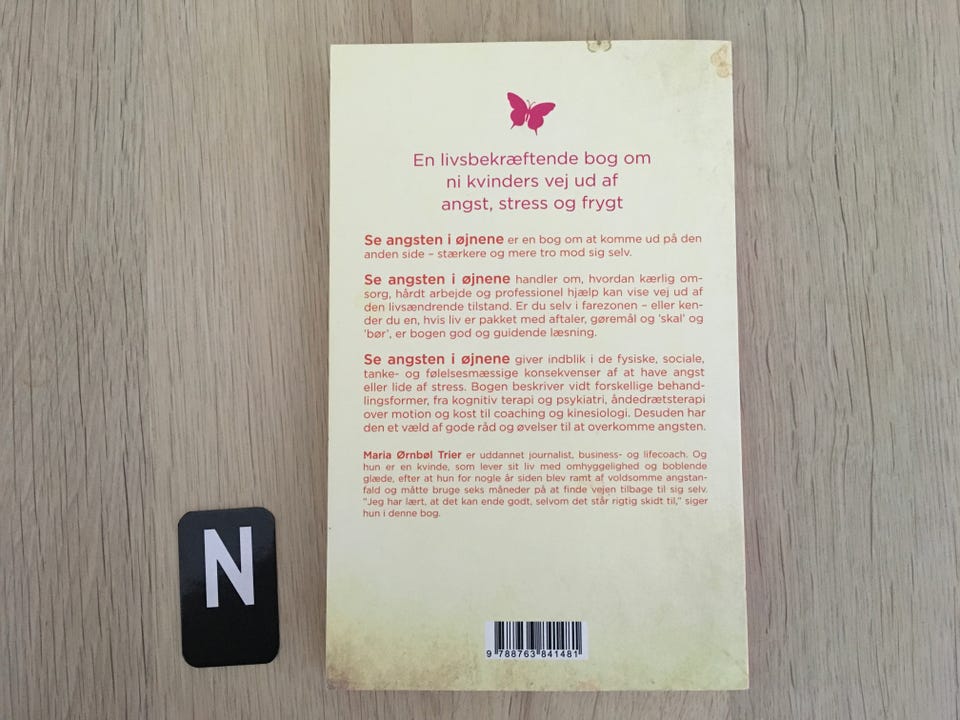 En livsbekræftende bog om
ni kvinders vej ud af
angst, stress og frygt
Se angsten i øjnene er en bog om at komme ud på den
anden side – stærkere og mere tro mod sig selv.
Se angsten i øjnene handler om, hvordan kærlig om-
sorg, hårdt arbejde og professionel hjælp kan vise vej ud af
den livsændrende tilstand. Er du selv i farezonen – eller ken-
der du en, hvis liv er pakket med aftaler, gøremål og 'skal' og
'bør', er bogen god og guidende læsning.
Se angsten i øjnene giver indblik i de fysiske, sociale,
tanke- og følelsesmæssige konsekvenser af at have angst
eller lide af stress. Bogen beskriver vidt forskellige behand-
lingsformer, fra kognitiv terapi og psykiatri, åndedrætsterapi
over motion og kost til coaching og kinesiologi. Desuden har
den et væld af gode råd og øvelser til at overkomme angsten.
Maria Ørnbøl Trier er uddannet journalist, business- og lifecoach. Og
hun er en kvinde, som lever sit liv med omhyggelighed og boblende
glæde, efter at hun for nogle år siden blev ramt af voldsomme angstan-
fald og måtte bruge seks måneder på at finde vejen tilbage til sig selv.
"Jeg har lært, at det kan ende godt, selvom det står rigtig skidt til," siger
hun i denne bog.
N
9 788763 841481